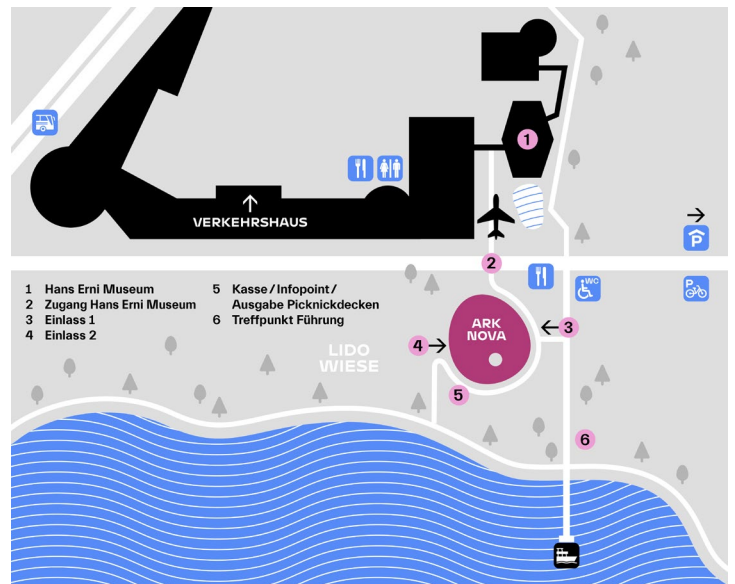 1
VERKEHRSHAUS
P
2
WC
P
1 Hans Erni Museum
2 Zugang Hans Erni Museum
3 Einlass 1
4 Einlass 2
5 Kasse / Infopoint /
Ausgabe Picknickdecken
6 Treffpunkt Führung
ARK
NOVA
3
4
LIDO
WIESE
5
6